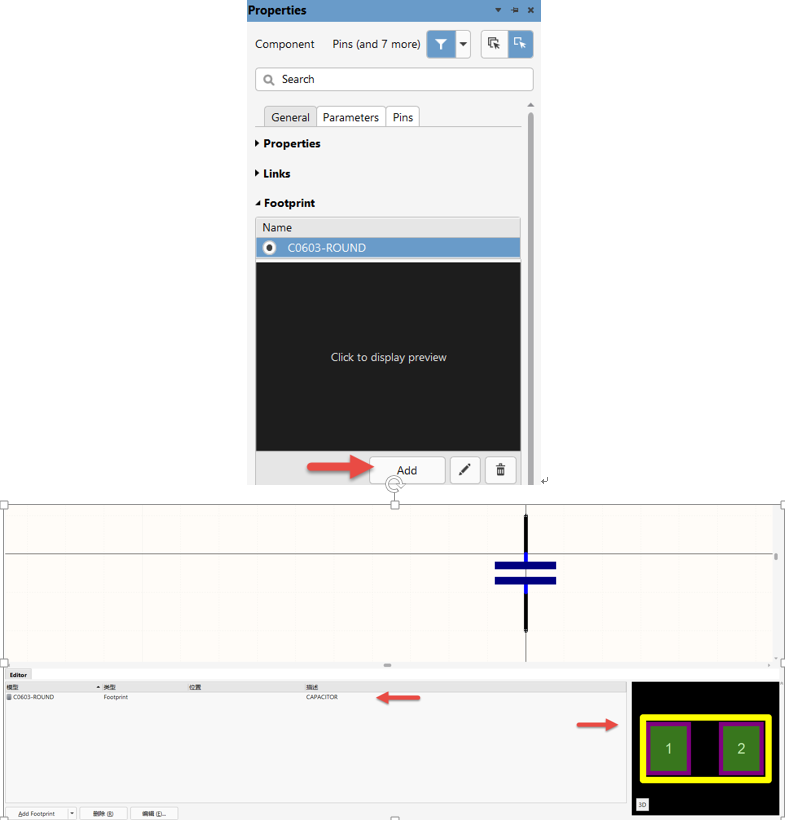 Properties
Component Pins (and 7 more)
Search
General Parameters Pins
Properties
Links
Footprint
Name
C0603-ROUND
Click to display preview
Add
Editor
模型 类型 位置 描述
C0603-ROUND Footprint CAPACITOR
1 2
3D
Add Footprint 删除 (R) 编辑 (E)...